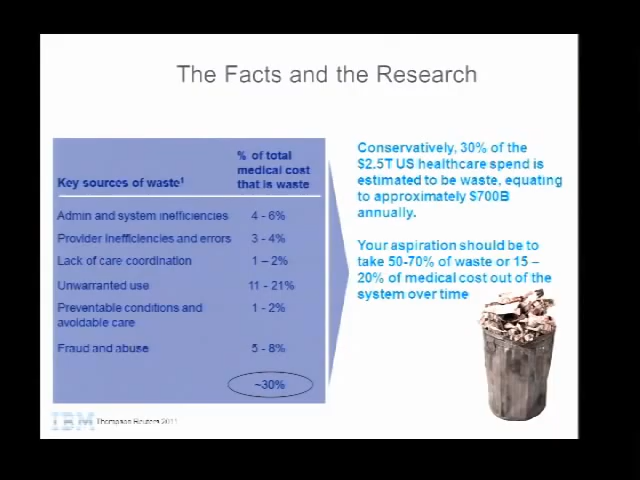 The Facts and the Research
% of total
medical cost
that is waste
Key sources of waste¹
Admin and system inefficiencies 4 - 6%
Provider inefficiencies and errors 3 - 4%
Lack of care coordination 1 – 2%
Unwarranted use 11 - 21%
Preventable conditions and
avoidable care
1 - 2%
Fraud and abuse 5 - 8%
~30%
Conservatively, 30% of the
$2.5T US healthcare spend is
estimated to be waste, equating
to approximately $700B
annually.
Your aspiration should be to
take 50-70% of waste or 15 –
20% of medical cost out of the
system over time
IBM Thompson Reuters 2011